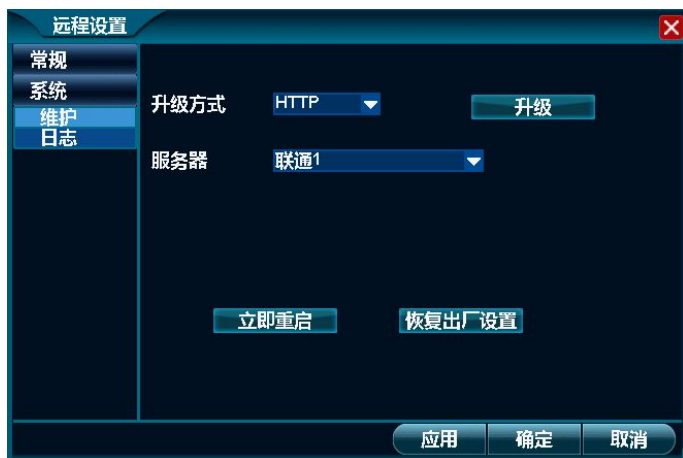 远程设置
常规
系统
维护
日志
升级方式 HTTP 升级
服务器 联通1
立即重启 恢复出厂设置
应用 确定 取消